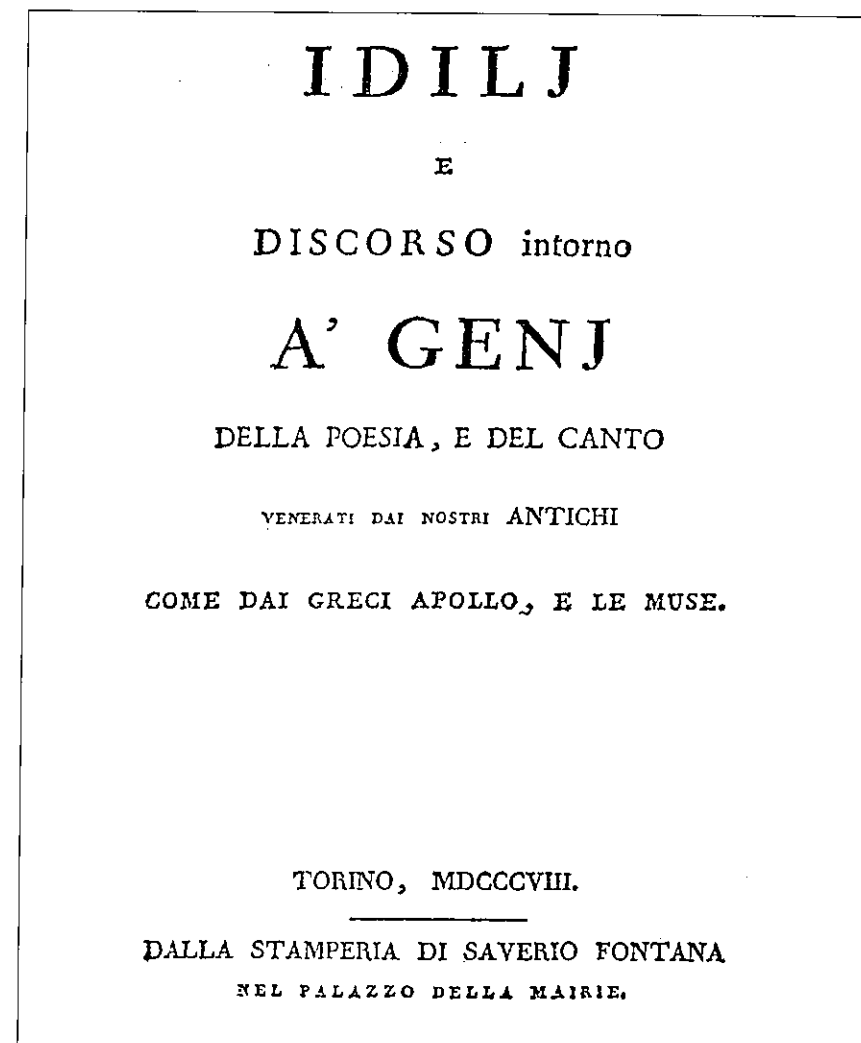 IDILJ
E
DISCORSO intorno
A' GENJ
DELLA POESIA, E DEL CANTO
VENERATI DAI NOSTRI ANTICHI
COME DAI GRECI APOLLO, E LE MUSE.
TORINO, MDCCCVIII.
DALLA STAMPERIA DI SAVERIO FONTANA
NEL PALAZZO DELLA MAIRIE.